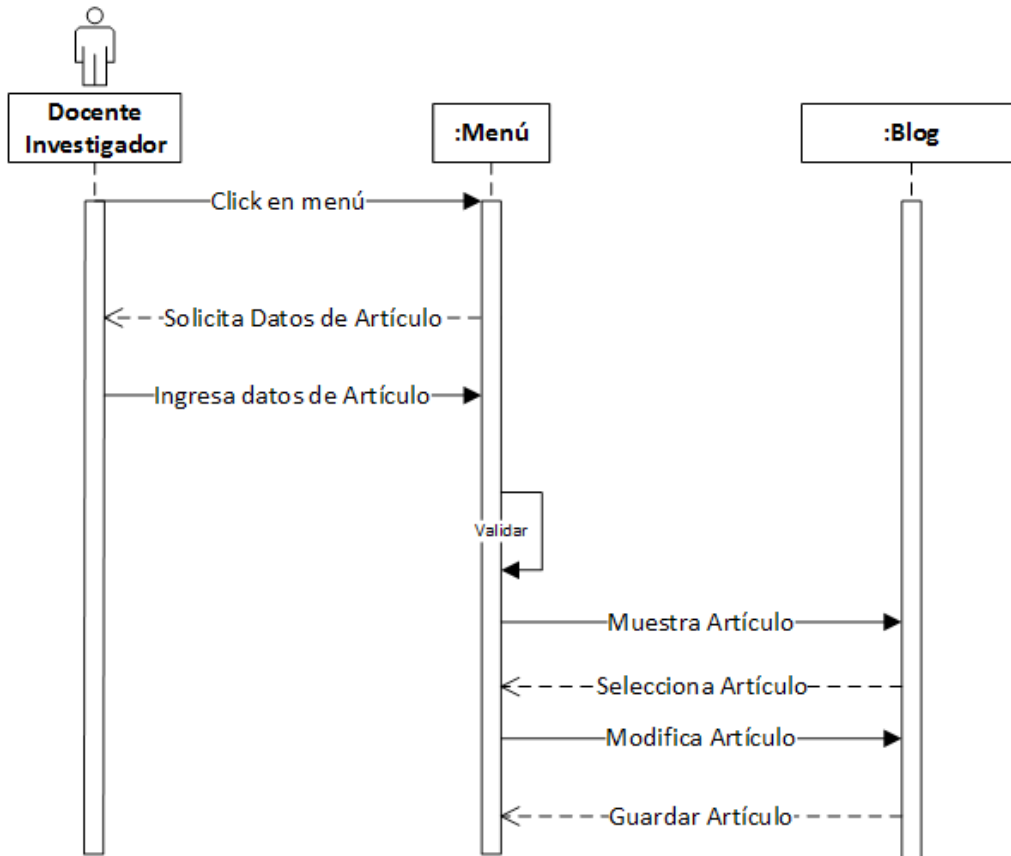 Docente
Investigador
:Menú
:Blog
Click en menú
Solicita Datos de Artículo
Ingresa datos de Artículo
Validar
Muestra Artículo
Selecciona Artículo
Modifica Artículo
Guardar Artículo